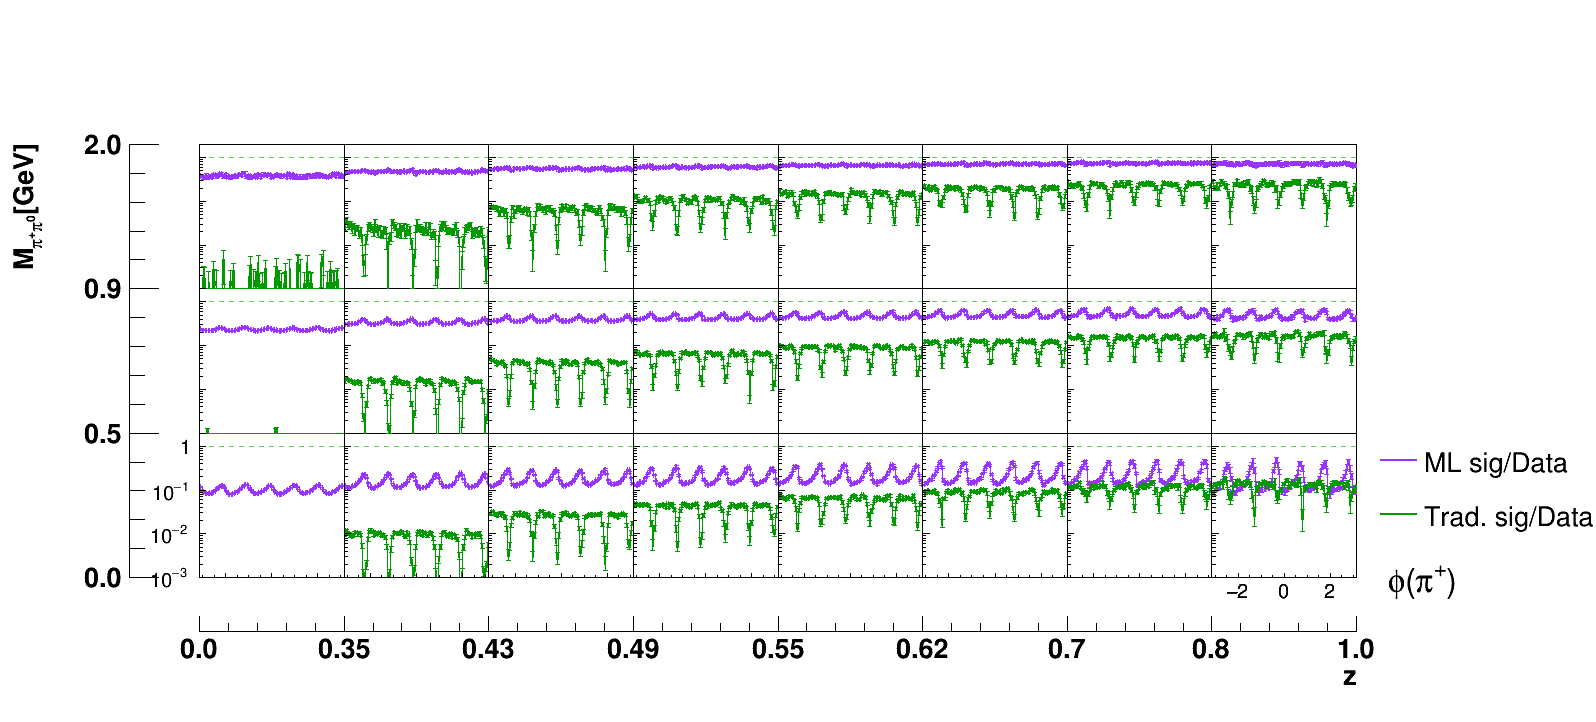 M_{π⁺π⁰}[GeV]
2.0
0.9
0.5
0.0
1
10⁻¹
10⁻²
10⁻³
ML sig/Data
Trad. sig/Data
ϕ(π⁺)
−2 0 2
0.0 0.35 0.43 0.49 0.55 0.62 0.7 0.8 1.0
z